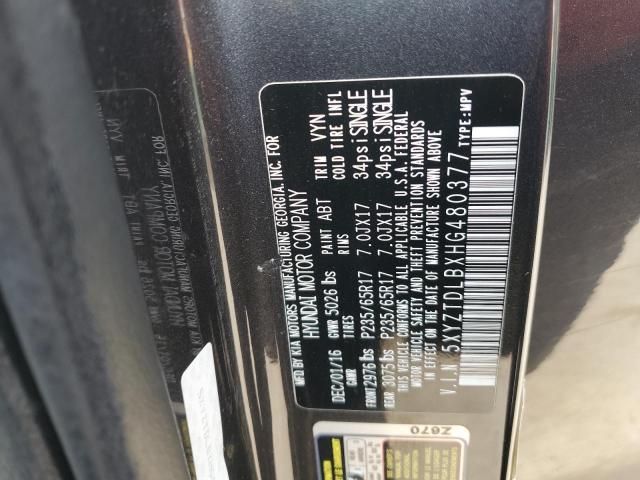 MFD BY KIA MOTORS MANUFACTURING GEORGIA, INC. FOR
HYUNDAI MOTOR COMPANY
DEC/01/16 GVWR 5026 lbs PAINT ABT TRIM VYN
GAWR TIRES RIMS COLD TIRE INFL
FRONT 2976 lbs P235/65R17 7.0JX17 34psi SINGLE
REAR 3075 lbs P235/65R17 7.0JX17 34psi SINGLE
THIS VEHICLE CONFORMS TO ALL APPLICABLE U.S.A. FEDERAL
MOTOR VEHICLE SAFETY AND THEFT PREVENTION STANDARDS
IN EFFECT ON THE DATE OF MANUFACTURE SHOWN ABOVE
V.I.N 5XYZTDLBXHG480377 TYPE:MPV
Z670